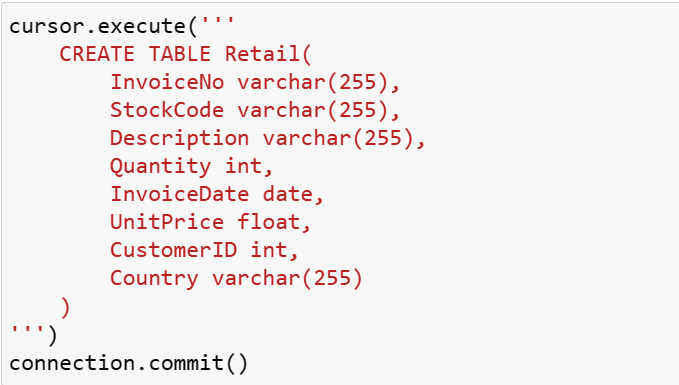 cursor.execute('''
    CREATE TABLE Retail(
        InvoiceNo varchar(255),
        StockCode varchar(255),
        Description varchar(255),
        Quantity int,
        InvoiceDate date,
        UnitPrice float,
        CustomerID int,
        Country varchar(255)
    )
''')
connection.commit()